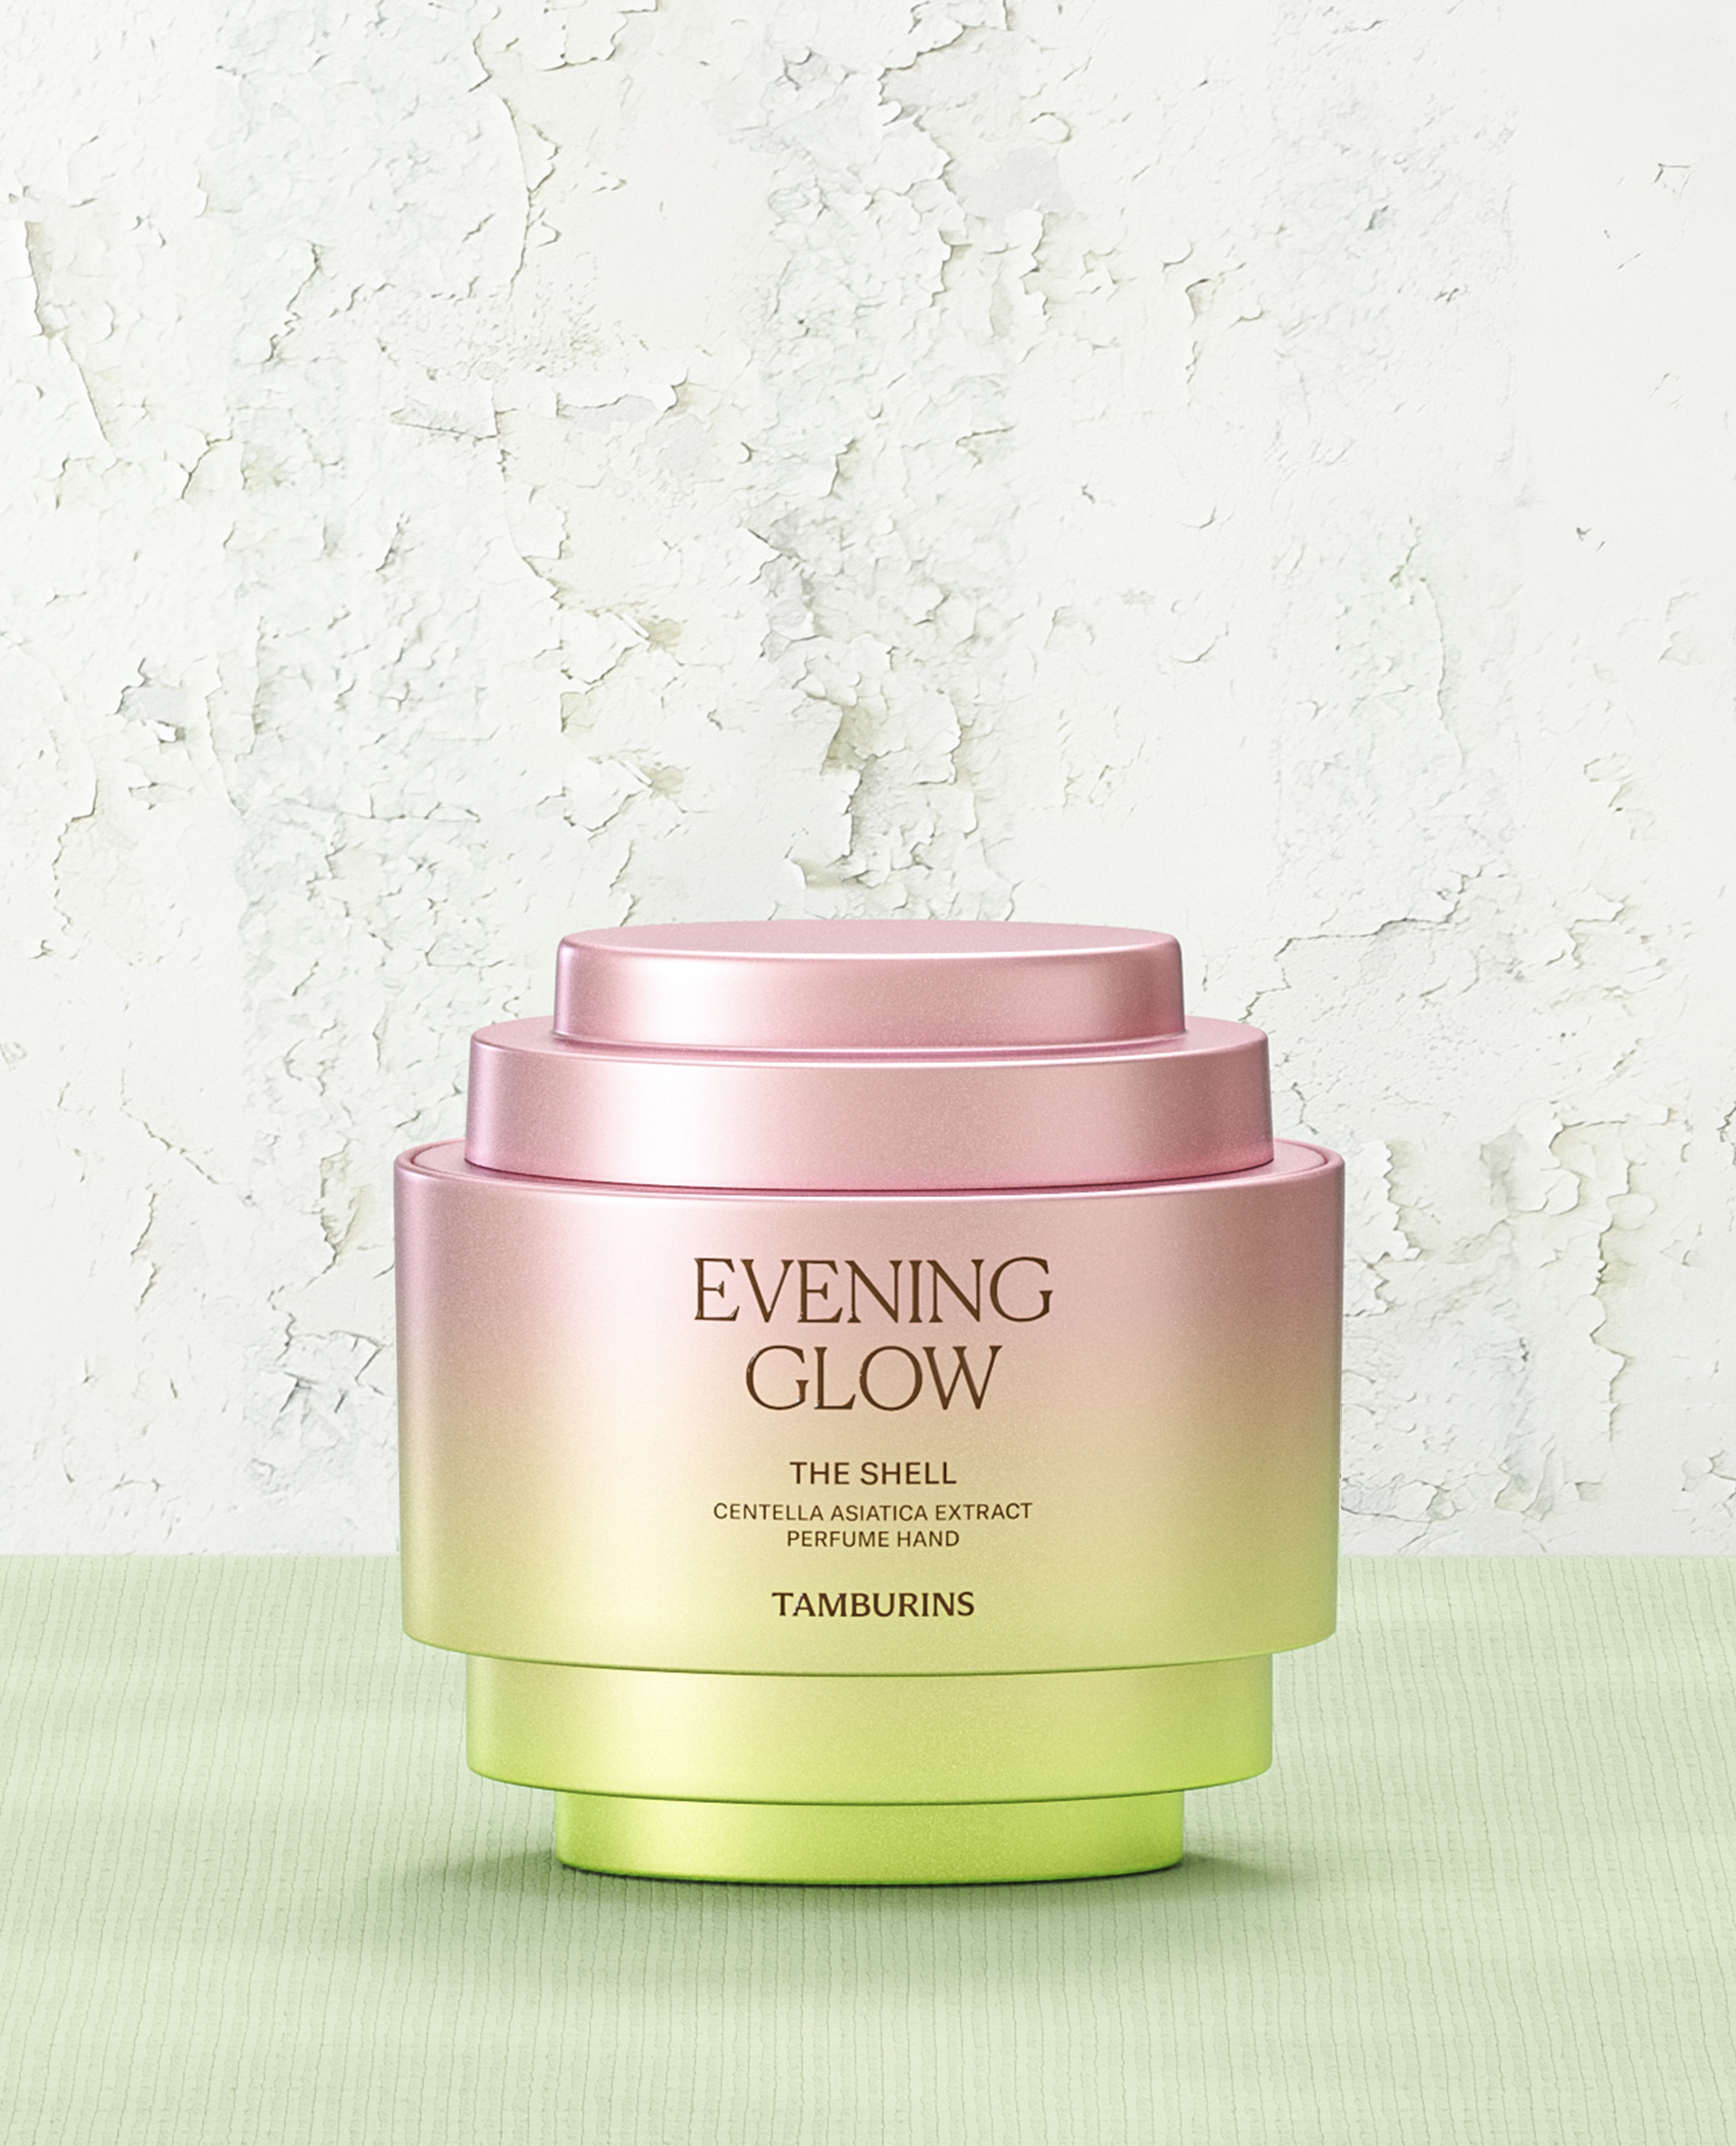 EVENING
GLOW
THE SHELL
CENTELLA ASIATICA EXTRACT
PERFUME HAND
TAMBURINS